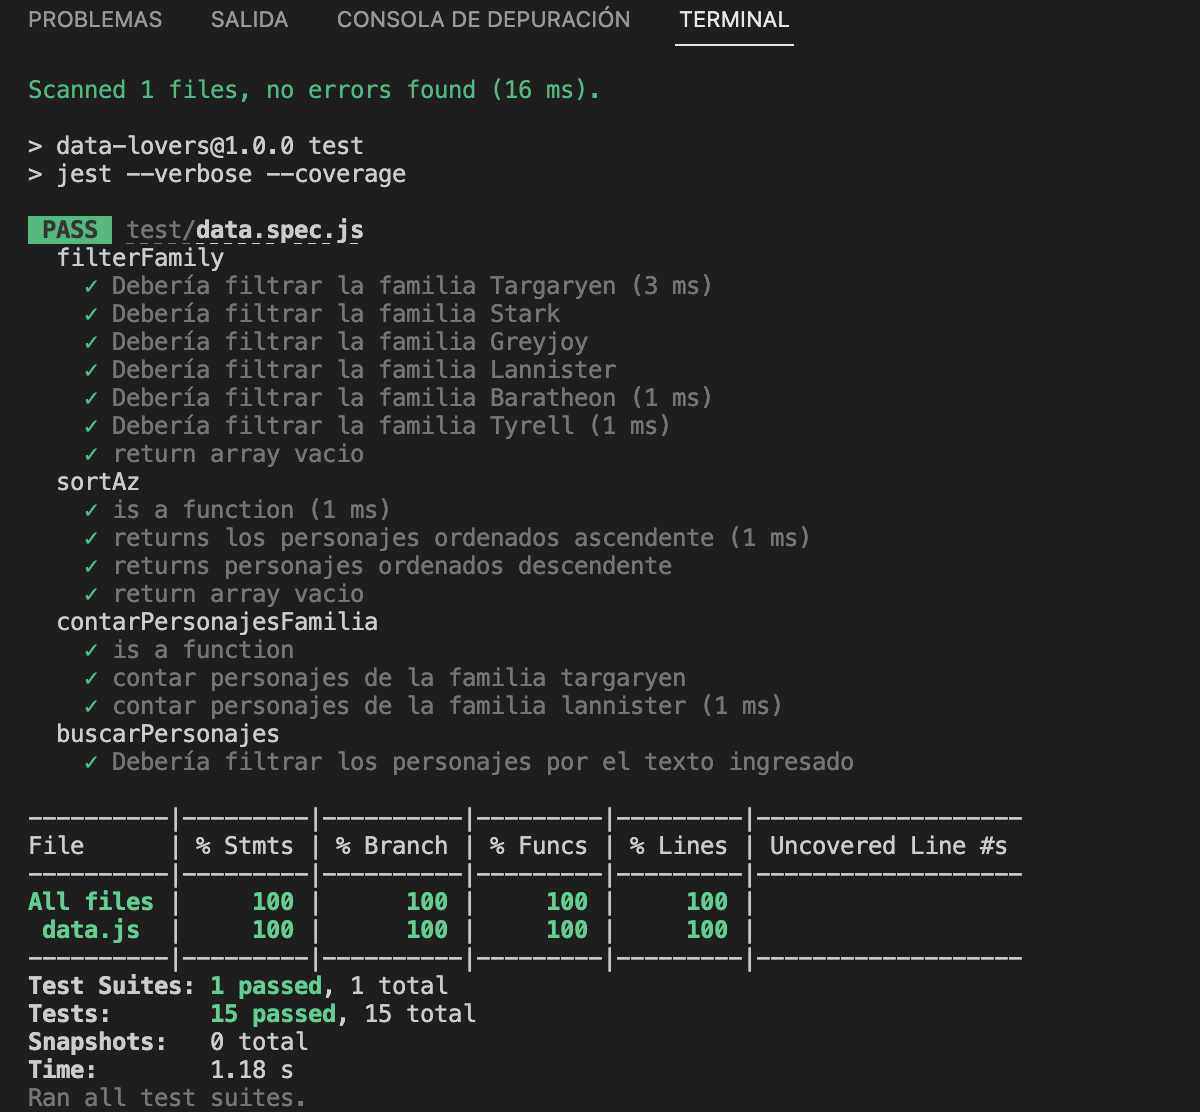 PROBLEMAS SALIDA CONSOLA DE DEPURACIÓN TERMINAL
Scanned 1 files, no errors found (16 ms).
> data-lovers@1.0.0 test
> jest --verbose --coverage
PASS test/data.spec.js
filterFamily
✓ Debería filtrar la familia Targaryen (3 ms)
✓ Debería filtrar la familia Stark
✓ Debería filtrar la familia Greyjoy
✓ Debería filtrar la familia Lannister
✓ Debería filtrar la familia Baratheon (1 ms)
✓ Debería filtrar la familia Tyrell (1 ms)
✓ return array vacio
sortAz
✓ is a function (1 ms)
✓ returns los personajes ordenados ascendente (1 ms)
✓ returns personajes ordenados descendente
✓ return array vacio
contarPersonajesFamilia
✓ is a function
✓ contar personajes de la familia targaryen
✓ contar personajes de la familia lannister (1 ms)
buscarPersonajes
✓ Debería filtrar los personajes por el texto ingresado
----------|---------|----------|---------|---------|-------------------
File | % Stmts | % Branch | % Funcs | % Lines | Uncovered Line #s
----------|---------|----------|---------|---------|-------------------
All files | 100 | 100 | 100 | 100 |
data.js | 100 | 100 | 100 | 100 |
----------|---------|----------|---------|---------|-------------------
Test Suites: 1 passed, 1 total
Tests: 15 passed, 15 total
Snapshots: 0 total
Time: 1.18 s
Ran all test suites.